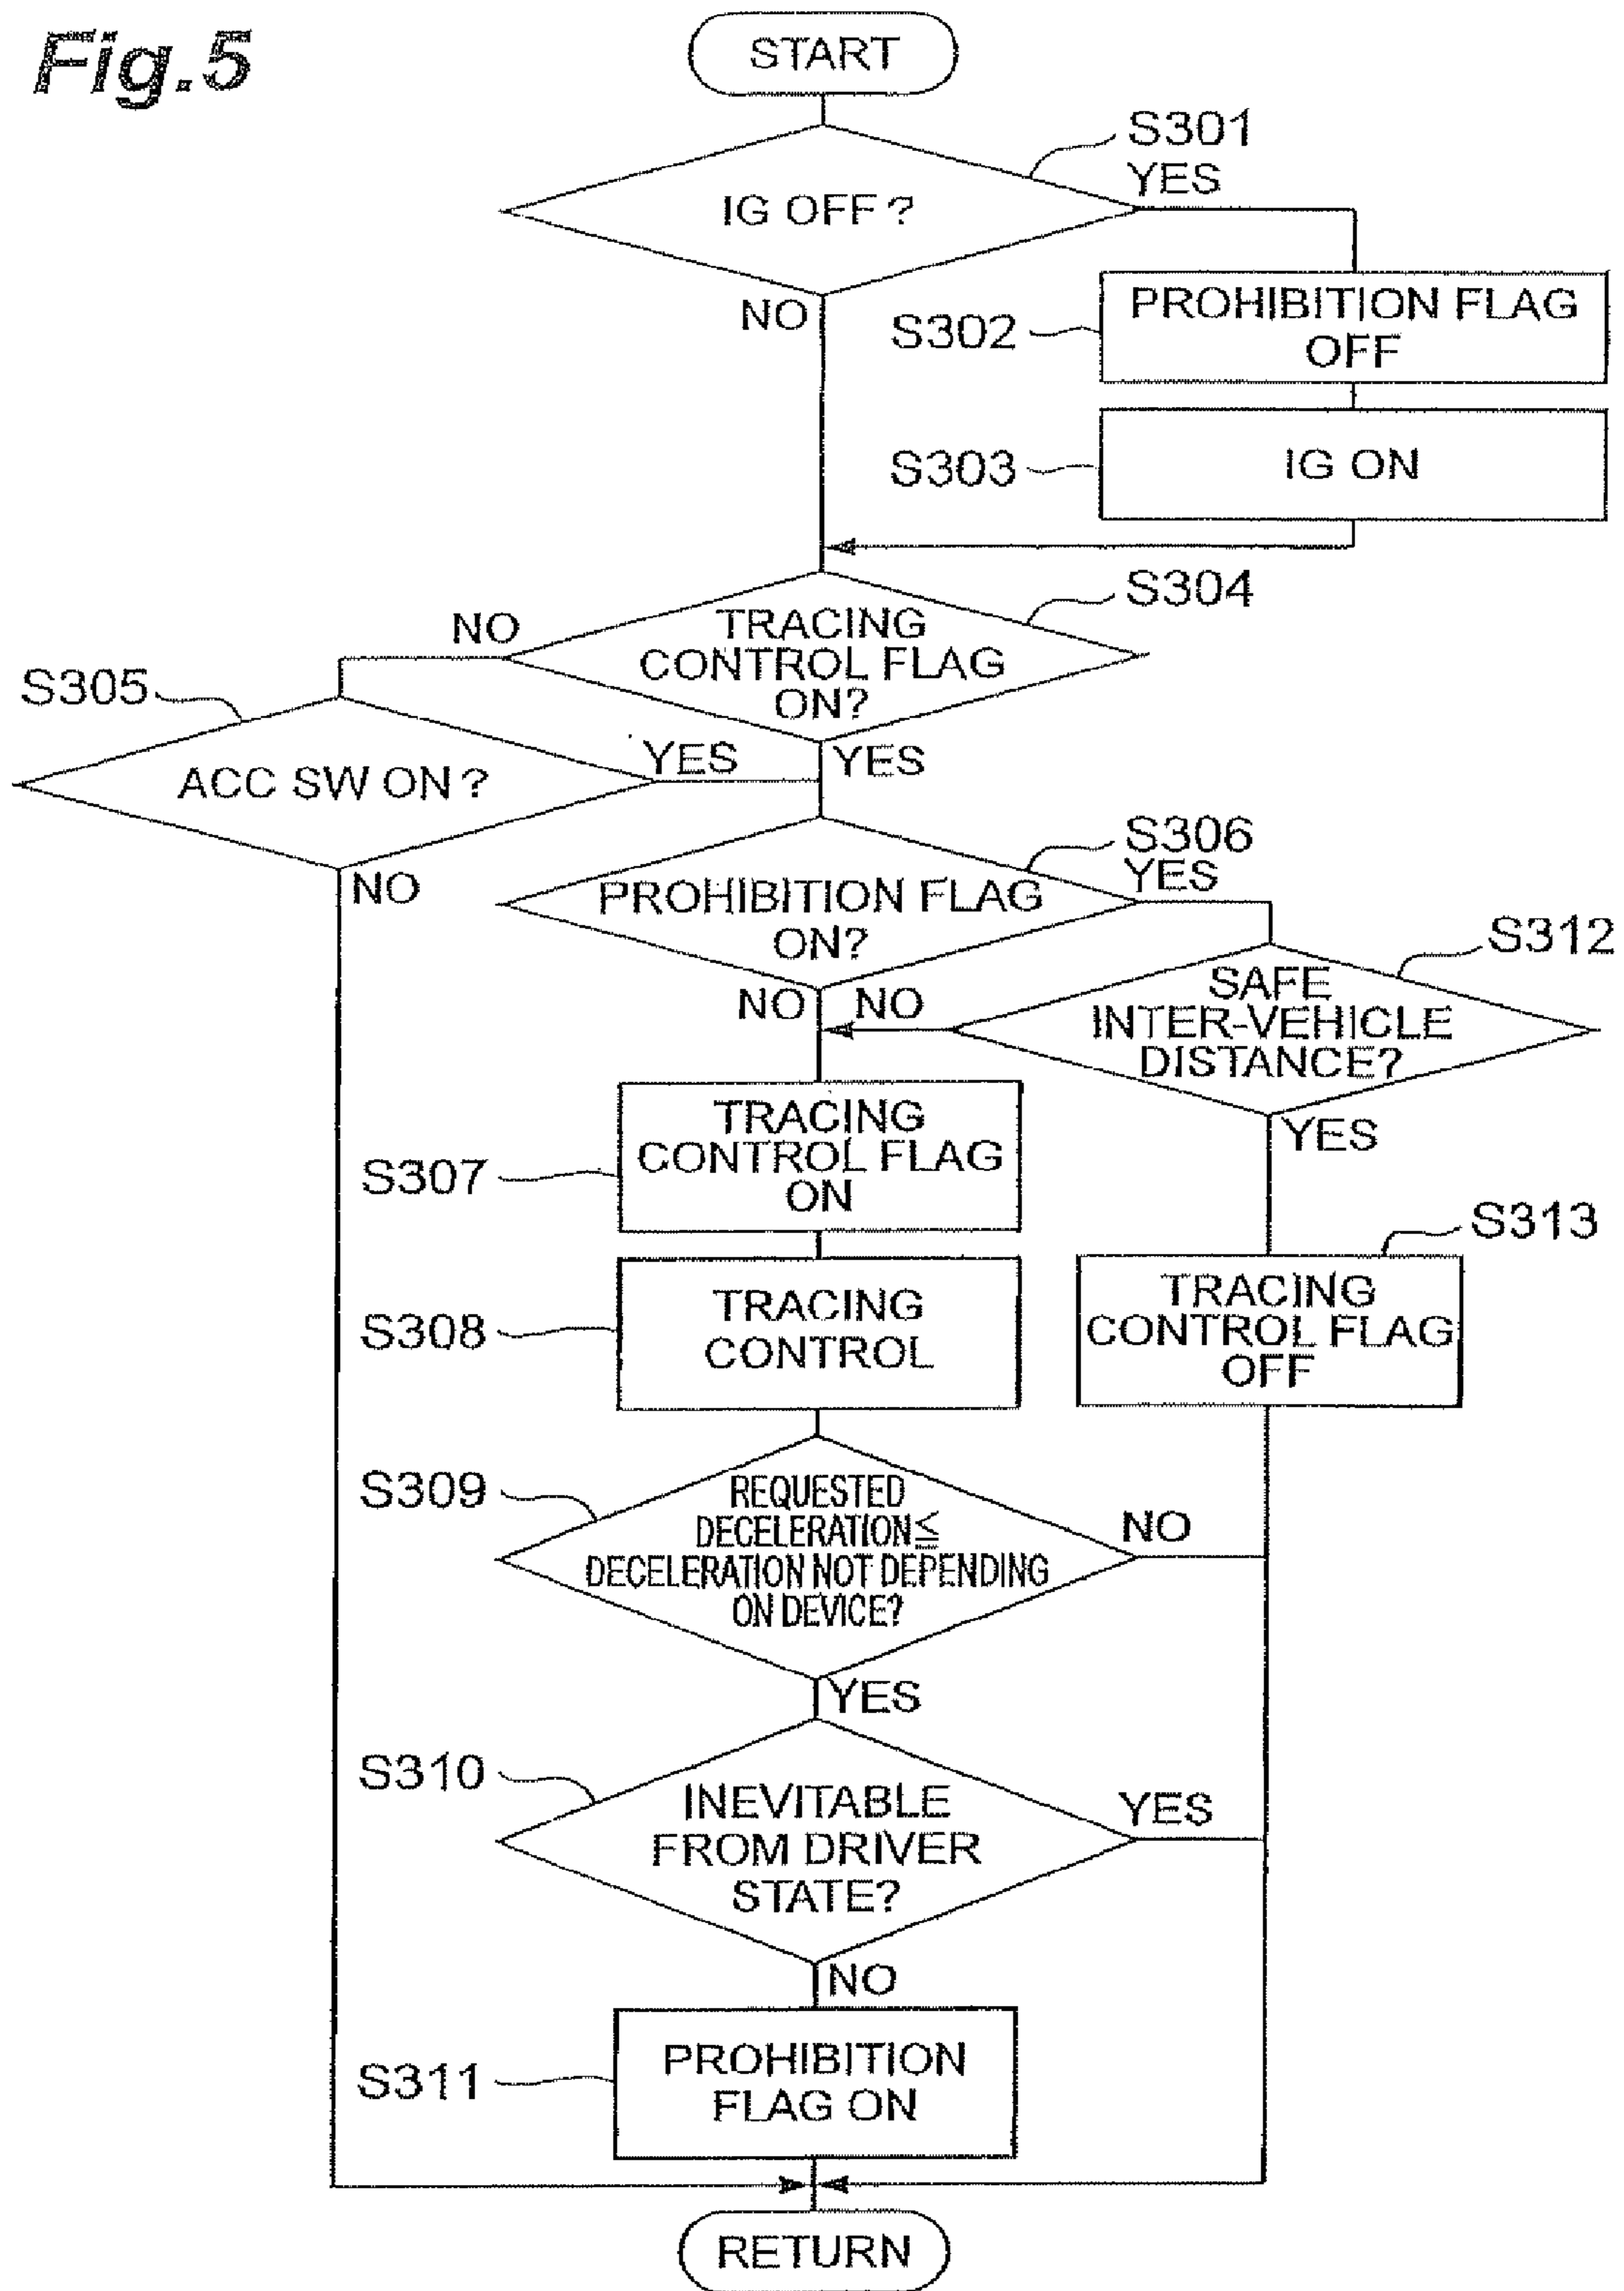 Fig.5
START
S301
YES
IG OFF?
NO
S302
PROHIBITION FLAG
OFF
S303
IG ON
S304
NO
TRACING
CONTROL FLAG
ON?
S305
YES
YES
ACC SW ON?
NO
S306
YES
PROHIBITION FLAG
ON?
S312
NO
NO
SAFE
INTER-VEHICLE
DISTANCE?
YES
TRACING
CONTROL FLAG
ON
S307
S313
TRACING
CONTROL FLAG
OFF
S308
TRACING
CONTROL
S309
REQUESTED
DECELERATION≦
DECELERATION NOT DEPENDING
ON DEVICE?
NO
YES
S310
INEVITABLE
FROM DRIVER
STATE?
YES
NO
S311
PROHIBITION
FLAG ON
RETURN